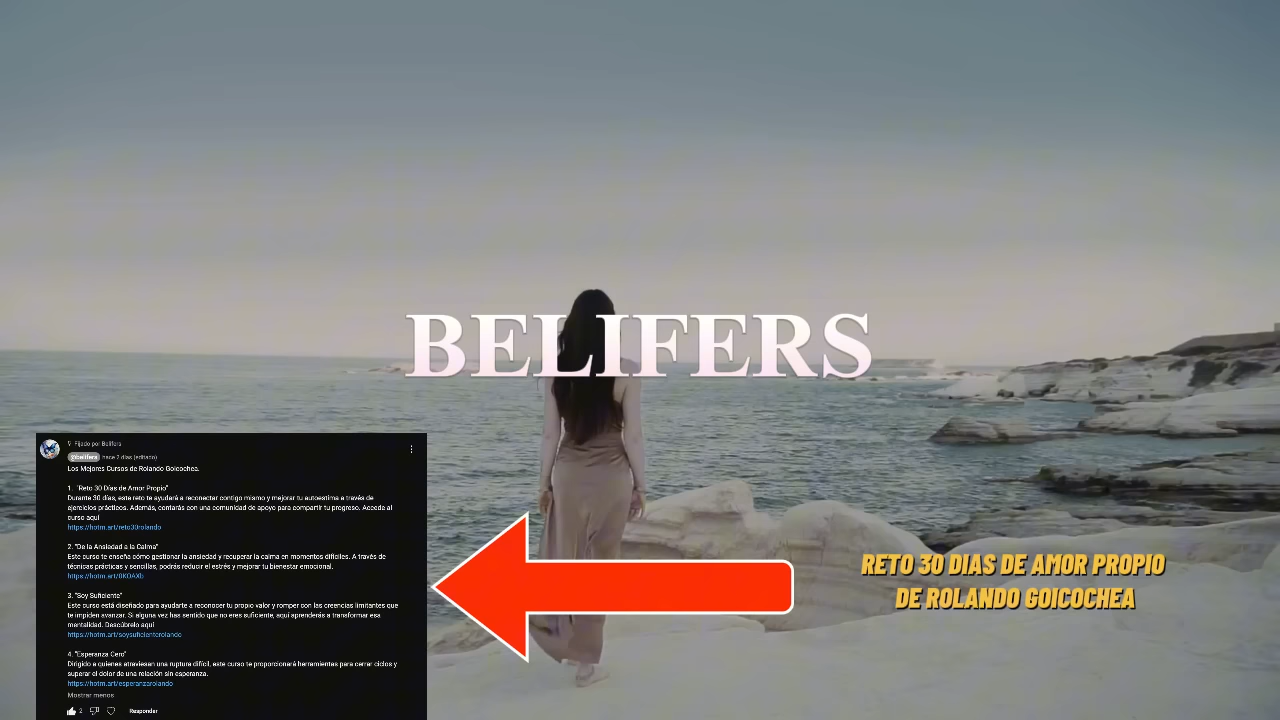 BELIFERS
Fijado por Belifers
@belifers hace 2 días (editado)
Los Mejores Cursos de Rolando Goicochea.
1. "Reto 30 Días de Amor Propio"
Durante 30 días, este reto te ayudará a reconectar contigo mismo y mejorar tu autoestima a través de
ejercicios prácticos. Además, contarás con una comunidad de apoyo para compartir tu progreso. Accede al
curso aquí
https://hotm.art/reto30rolando
2. "De la Ansiedad a la Calma"
Este curso te enseña cómo gestionar la ansiedad y recuperar la calma en momentos difíciles. A través de
técnicas prácticas y sencillas, podrás reducir el estrés y mejorar tu bienestar emocional.
https://hotm.art/0KOAXb
3. "Soy Suficiente"
Este curso está diseñado para ayudarte a reconocer tu propio valor y romper con las creencias limitantes que
te impiden avanzar. Si alguna vez has sentido que no eres suficiente, aquí aprenderás a transformar esa
mentalidad. Descúbrelo aquí
https://hotm.art/soysuficienterolando
4. "Esperanza Cero"
Dirigido a quienes atraviesan una ruptura difícil, este curso te proporcionará herramientas para cerrar ciclos y
superar el dolor de una relación sin esperanza.
https://hotm.art/esperanzarolando
Mostrar menos
2 Responder
RETO 30 DIAS DE AMOR PROPIO
DE ROLANDO GOICOCHEA